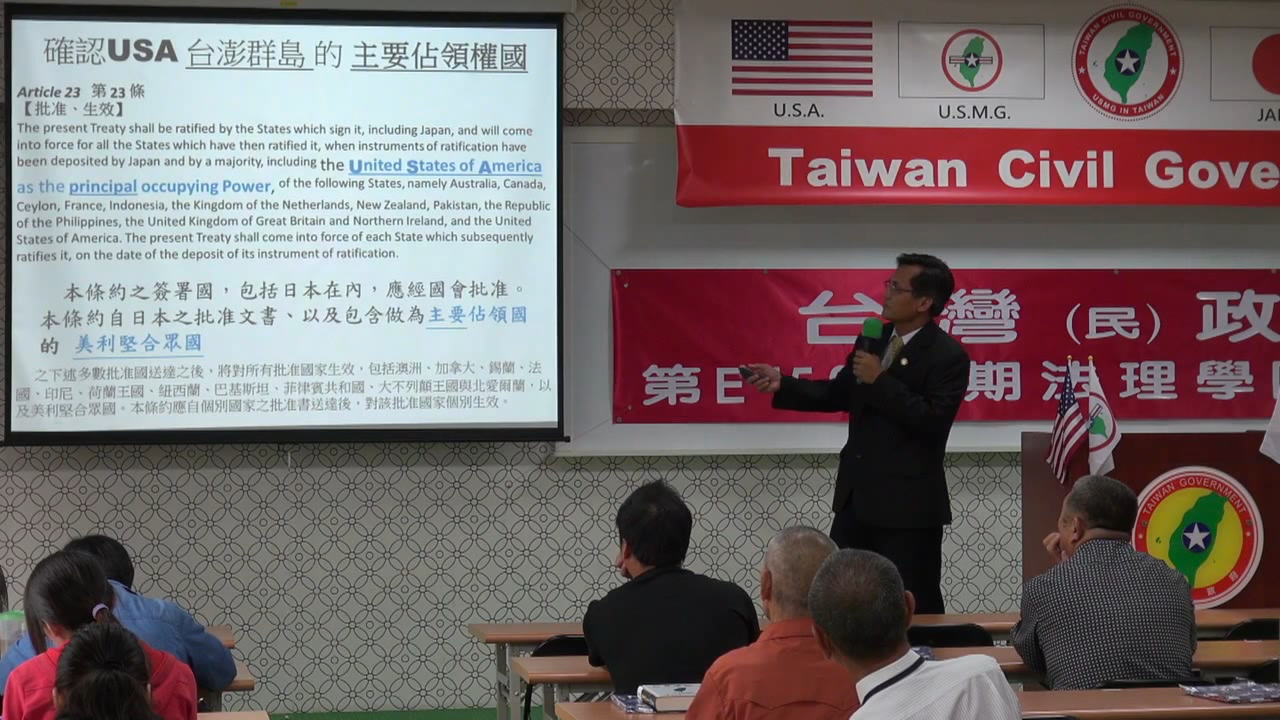 確認USA 台澎群島 的 主要佔領權國
Article 23 第 23 條
【批准、生效】
The present Treaty shall be ratified by the States which sign it, including Japan, and will come
into force for all the States which have then ratified it, when instruments of ratification have
been deposited by Japan and by a majority, including the United States of America
as the principal occupying Power, of the following States, namely Australia, Canada,
Ceylon, France, Indonesia, the Kingdom of the Netherlands, New Zealand, Pakistan, the Republic
of the Philippines, the United Kingdom of Great Britain and Northern Ireland, and the United
States of America. The present Treaty shall come into force of each State which subsequently
ratifies it, on the date of the deposit of its instrument of ratification.
本條約之簽署國，包括日本在內，應經國會批准。
本條約自日本之批准文書、以及包含做為主要佔領國
的 美利堅合眾國
之下述多數批准國送達之後，將對所有批准國家生效，包括澳洲、加拿大、錫蘭、法
國、印尼、荷蘭王國、紐西蘭、巴基斯坦、菲律賓共和國、大不列顛王國與北愛爾蘭，以
及美利堅合眾國。本條約應自個別國家之批准書送達後，對該批准國家個別生效。
U.S.A.
U.S.M.G.
TAIWAN CIVIL GOVERNMENT
USMG IN TAIWAN
JA
Taiwan Civil Gove
台灣（民）政
第E 期法理學
TAIWAN GOVERNMENT
政府